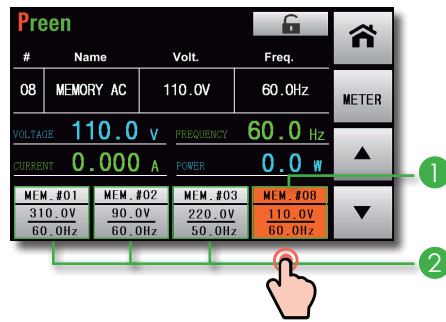 Preen
# Name Volt. Freq.
08 MEMORY AC 110.0V 60.0Hz
METER
VOLTAGE 110.0 V FREQUENCY 60.0 Hz
CURRENT 0.000 A POWER 0.0 W
MEM.#01 MEM.#02 MEM.#03 MEM.#08
310.0V 90.0V 220.0V 110.0V
60.0Hz 60.0Hz 50.0Hz 60.0Hz
1
2